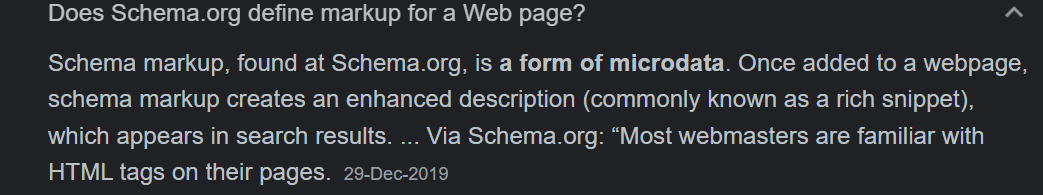 Does Schema.org define markup for a Web page?
Schema markup, found at Schema.org, is a form of microdata. Once added to a webpage,
schema markup creates an enhanced description (commonly known as a rich snippet),
which appears in search results. ... Via Schema.org: “Most webmasters are familiar with
HTML tags on their pages. 29-Dec-2019